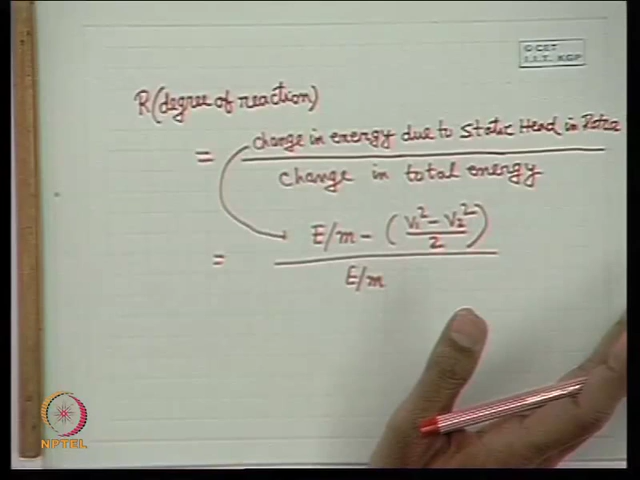 © CET
I.I.T. KGP
R(degree of reaction)
= change in energy due to static Head in Rotor
change in total energy
= E/m - (V₁² - V₂² / 2)
E/m
NPTEL